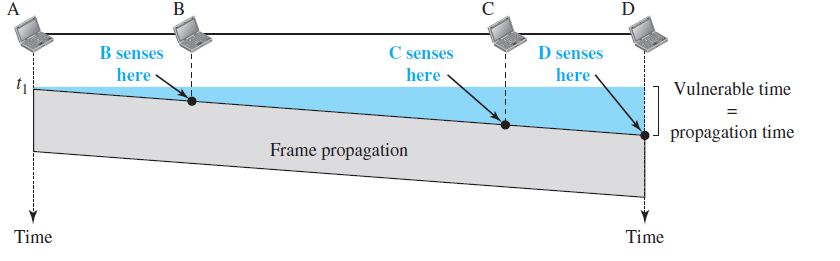 A B C D
B senses
here
C senses
here
D senses
here
t1
Vulnerable time
=
propagation time
Frame propagation
Time Time